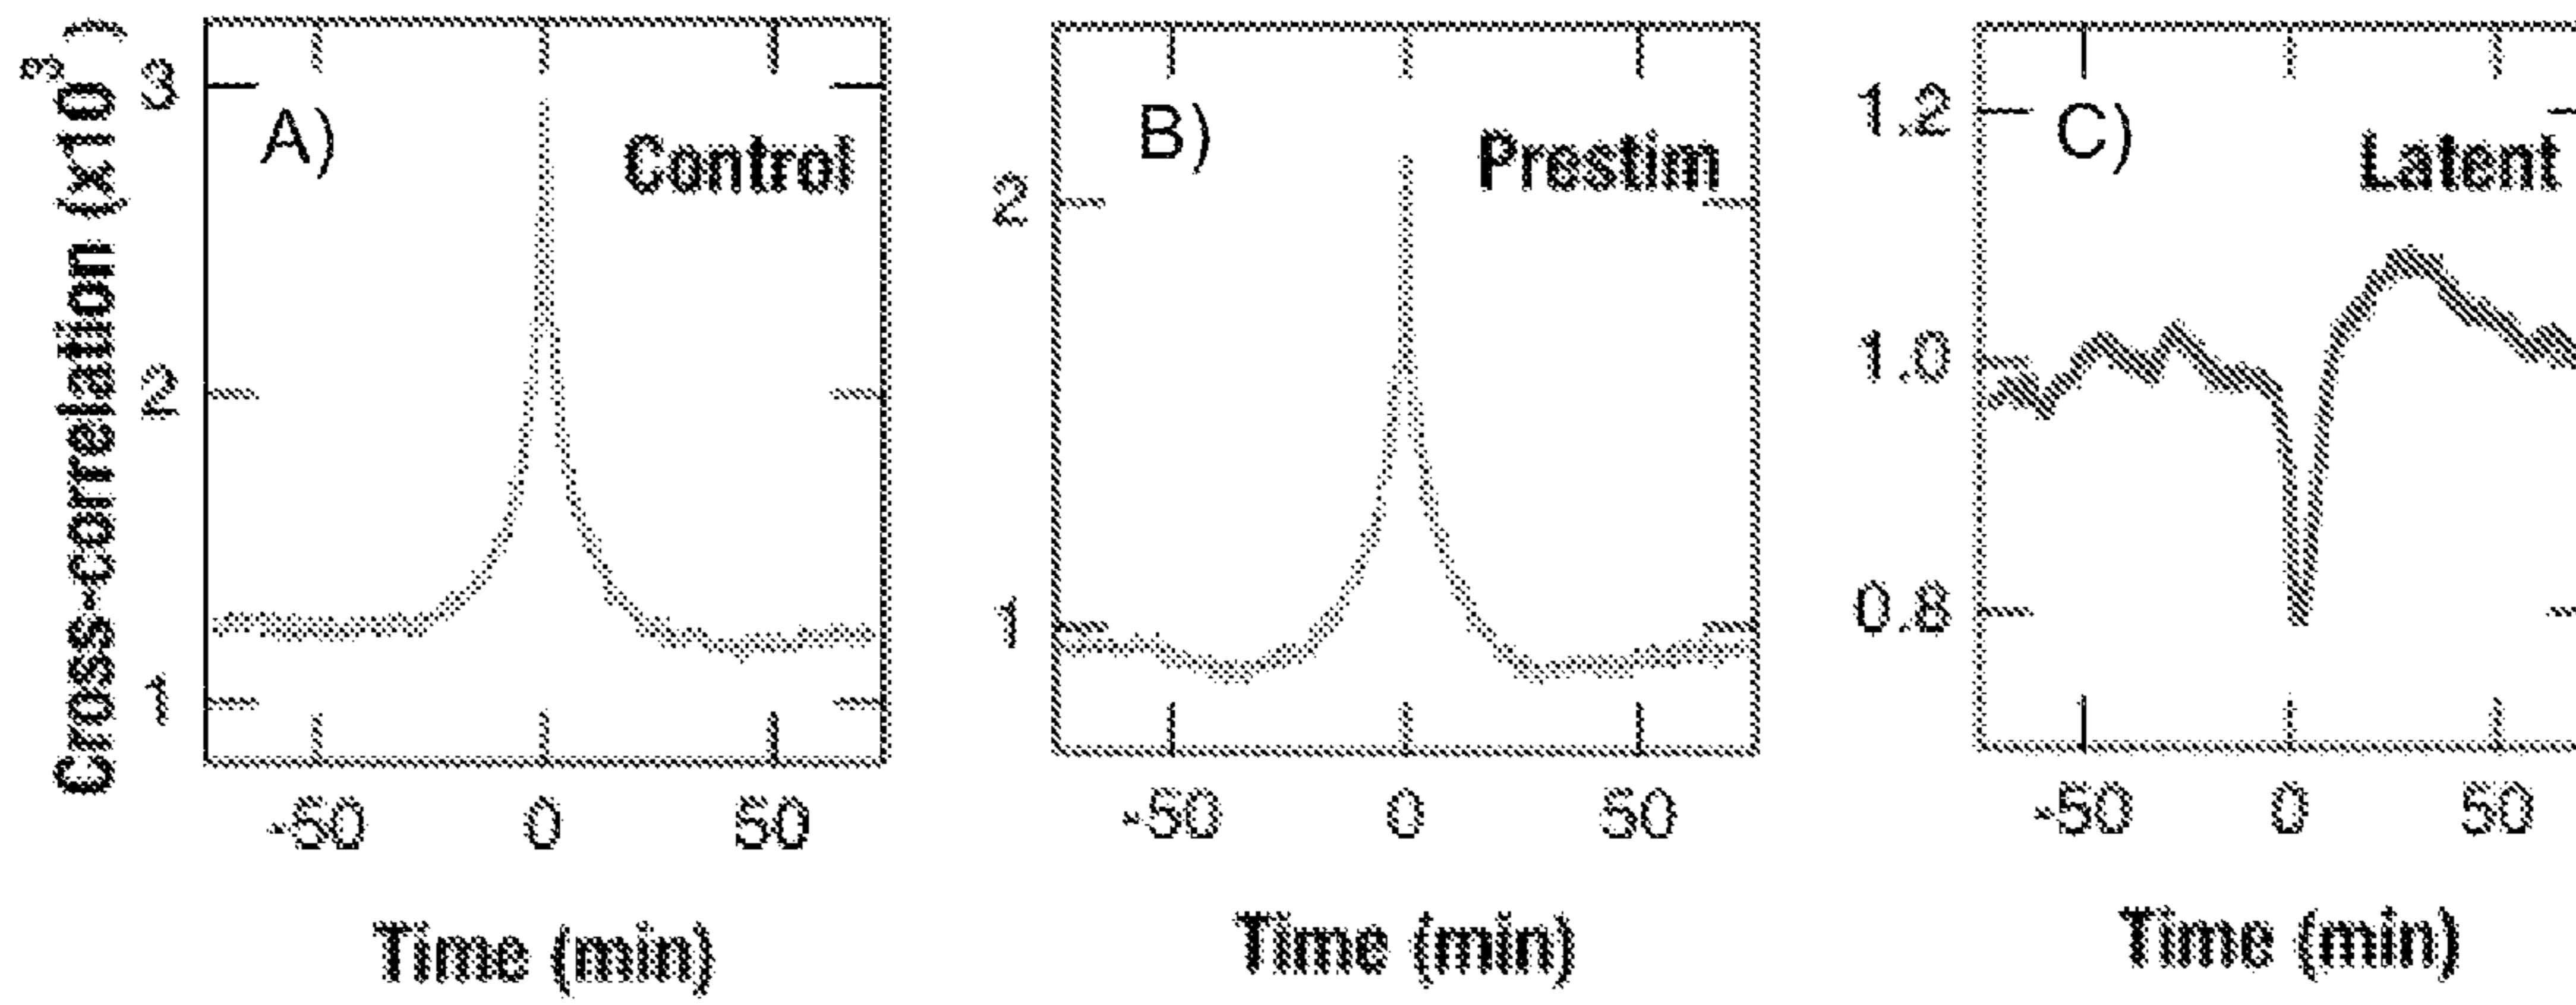 Cross-correlation (x10³)
3
2
1
A)
Control
-50 0 50
Time (min)
2
1
B)
Prestim
-50 0 50
Time (min)
1.2
1.0
0.8
C)
Latent
-50 0 50
Time (min)